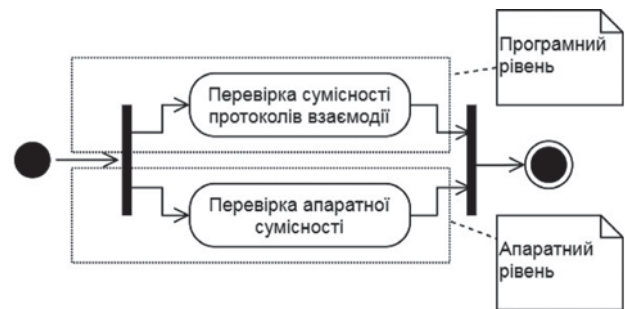 Програмний
рівень
Перевірка сумісності
протоколів взаємодії
Перевірка апаратної
сумісності
Апаратний
рівень